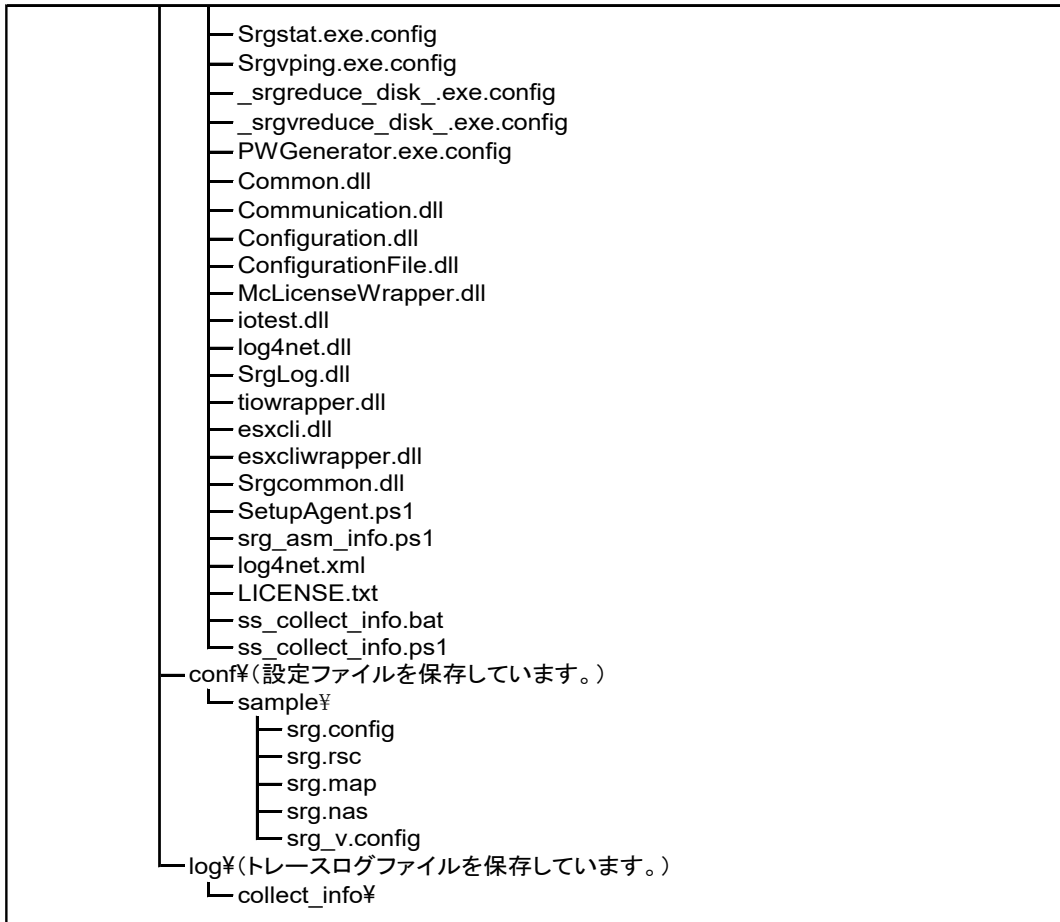 Srgstat.exe.config
Srgvping.exe.config
_srgreduce_disk_.exe.config
_srgvreduce_disk_.exe.config
PWGenerator.exe.config
Common.dll
Communication.dll
Configuration.dll
ConfigurationFile.dll
McLicenseWrapper.dll
iotest.dll
log4net.dll
SrgLog.dll
tiowrapper.dll
esxcli.dll
esxcliwrapper.dll
Srgcommon.dll
SetupAgent.ps1
srg_asm_info.ps1
log4net.xml
LICENSE.txt
ss_collect_info.bat
ss_collect_info.ps1
conf¥(設定ファイルを保存しています。)
sample¥
srg.config
srg.rsc
srg.map
srg.nas
srg_v.config
log¥(トレースログファイルを保存しています。)
collect_info¥